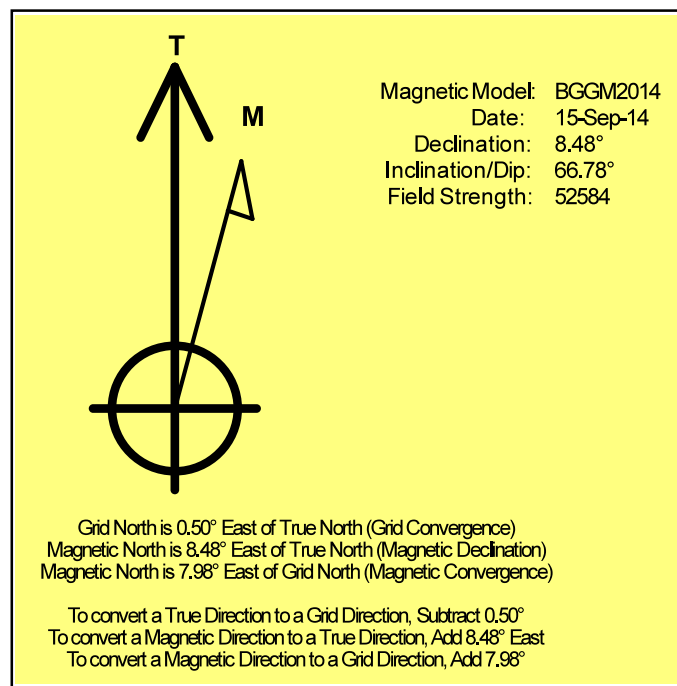 T
M
Magnetic Model: BGGM2014
Date: 15-Sep-14
Declination: 8.48°
Inclination/Dip: 66.78°
Field Strength: 52584
Grid North is 0.50° East of True North (Grid Convergence)
Magnetic North is 8.48° East of True North (Magnetic Declination)
Magnetic North is 7.98° East of Grid North (Magnetic Convergence)
To convert a True Direction to a Grid Direction, Subtract 0.50°
To convert a Magnetic Direction to a True Direction, Add 8.48° East
To convert a Magnetic Direction to a Grid Direction, Add 7.98°